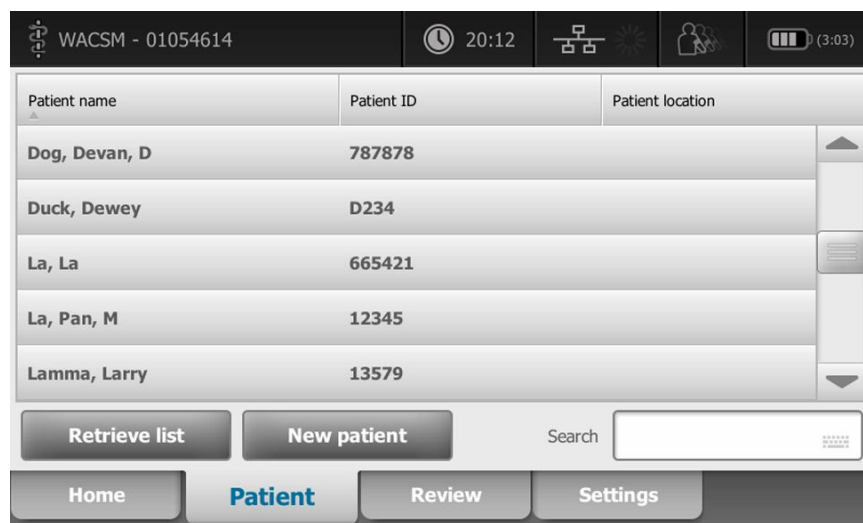 WACSM - 01054614 20:12 (3:03)
Patient name Patient ID Patient location
Dog, Devan, D 787878
Duck, Dewey D234
La, La 665421
La, Pan, M 12345
Lamma, Larry 13579
Retrieve list New patient Search
Home Patient Review Settings